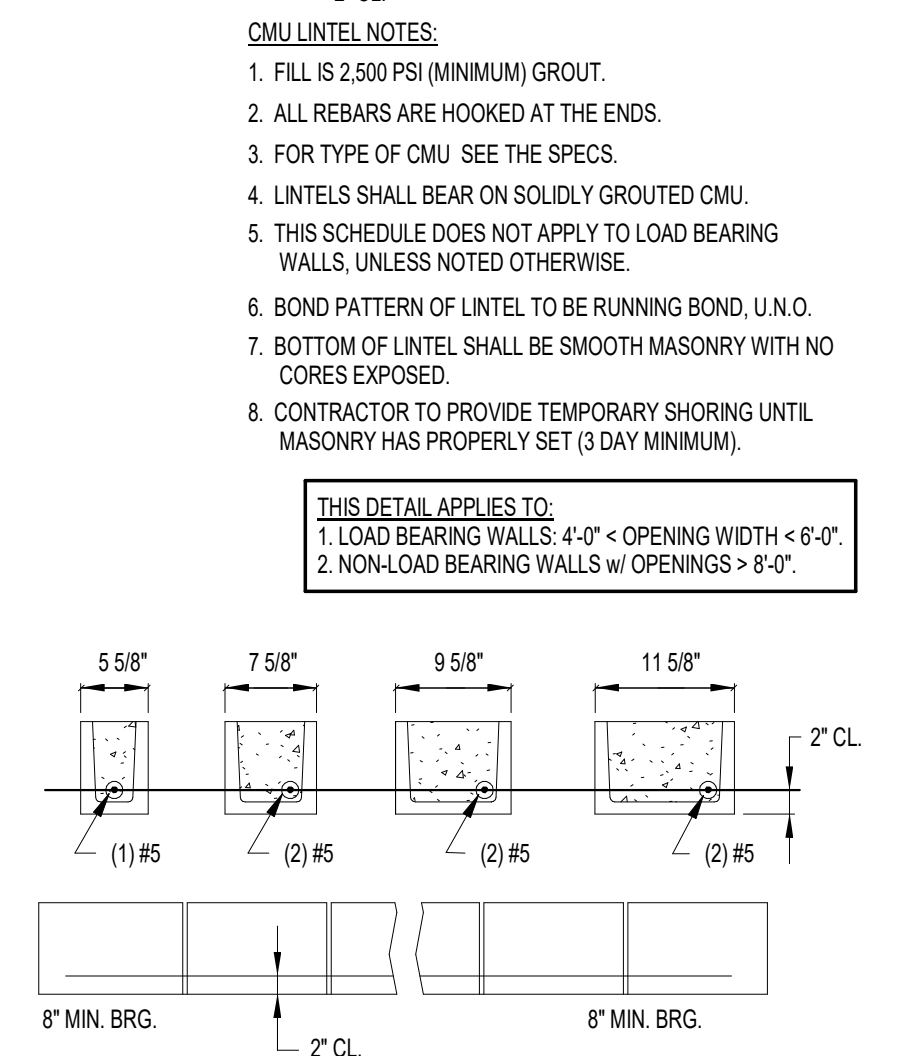 2" CL.
CMU LINTEL NOTES:
1. FILL IS 2,500 PSI (MINIMUM) GROUT.
2. ALL REBARS ARE HOOKED AT THE ENDS.
3. FOR TYPE OF CMU SEE THE SPECS.
4. LINTELS SHALL BEAR ON SOLIDLY GROUTED CMU.
5. THIS SCHEDULE DOES NOT APPLY TO LOAD BEARING
WALLS, UNLESS NOTED OTHERWISE.
6. BOND PATTERN OF LINTEL TO BE RUNNING BOND, U.N.O.
7. BOTTOM OF LINTEL SHALL BE SMOOTH MASONRY WITH NO
CORES EXPOSED.
8. CONTRACTOR TO PROVIDE TEMPORARY SHORING UNTIL
MASONRY HAS PROPERLY SET (3 DAY MINIMUM).
THIS DETAIL APPLIES TO:
1. LOAD BEARING WALLS: 4'-0" < OPENING WIDTH < 6'-0".
2. NON-LOAD BEARING WALLS w/ OPENINGS > 8'-0".
5 5/8" 7 5/8" 9 5/8" 11 5/8"
2" CL.
(1) #5 (2) #5 (2) #5 (2) #5
8" MIN. BRG. 8" MIN. BRG.
2" CL.